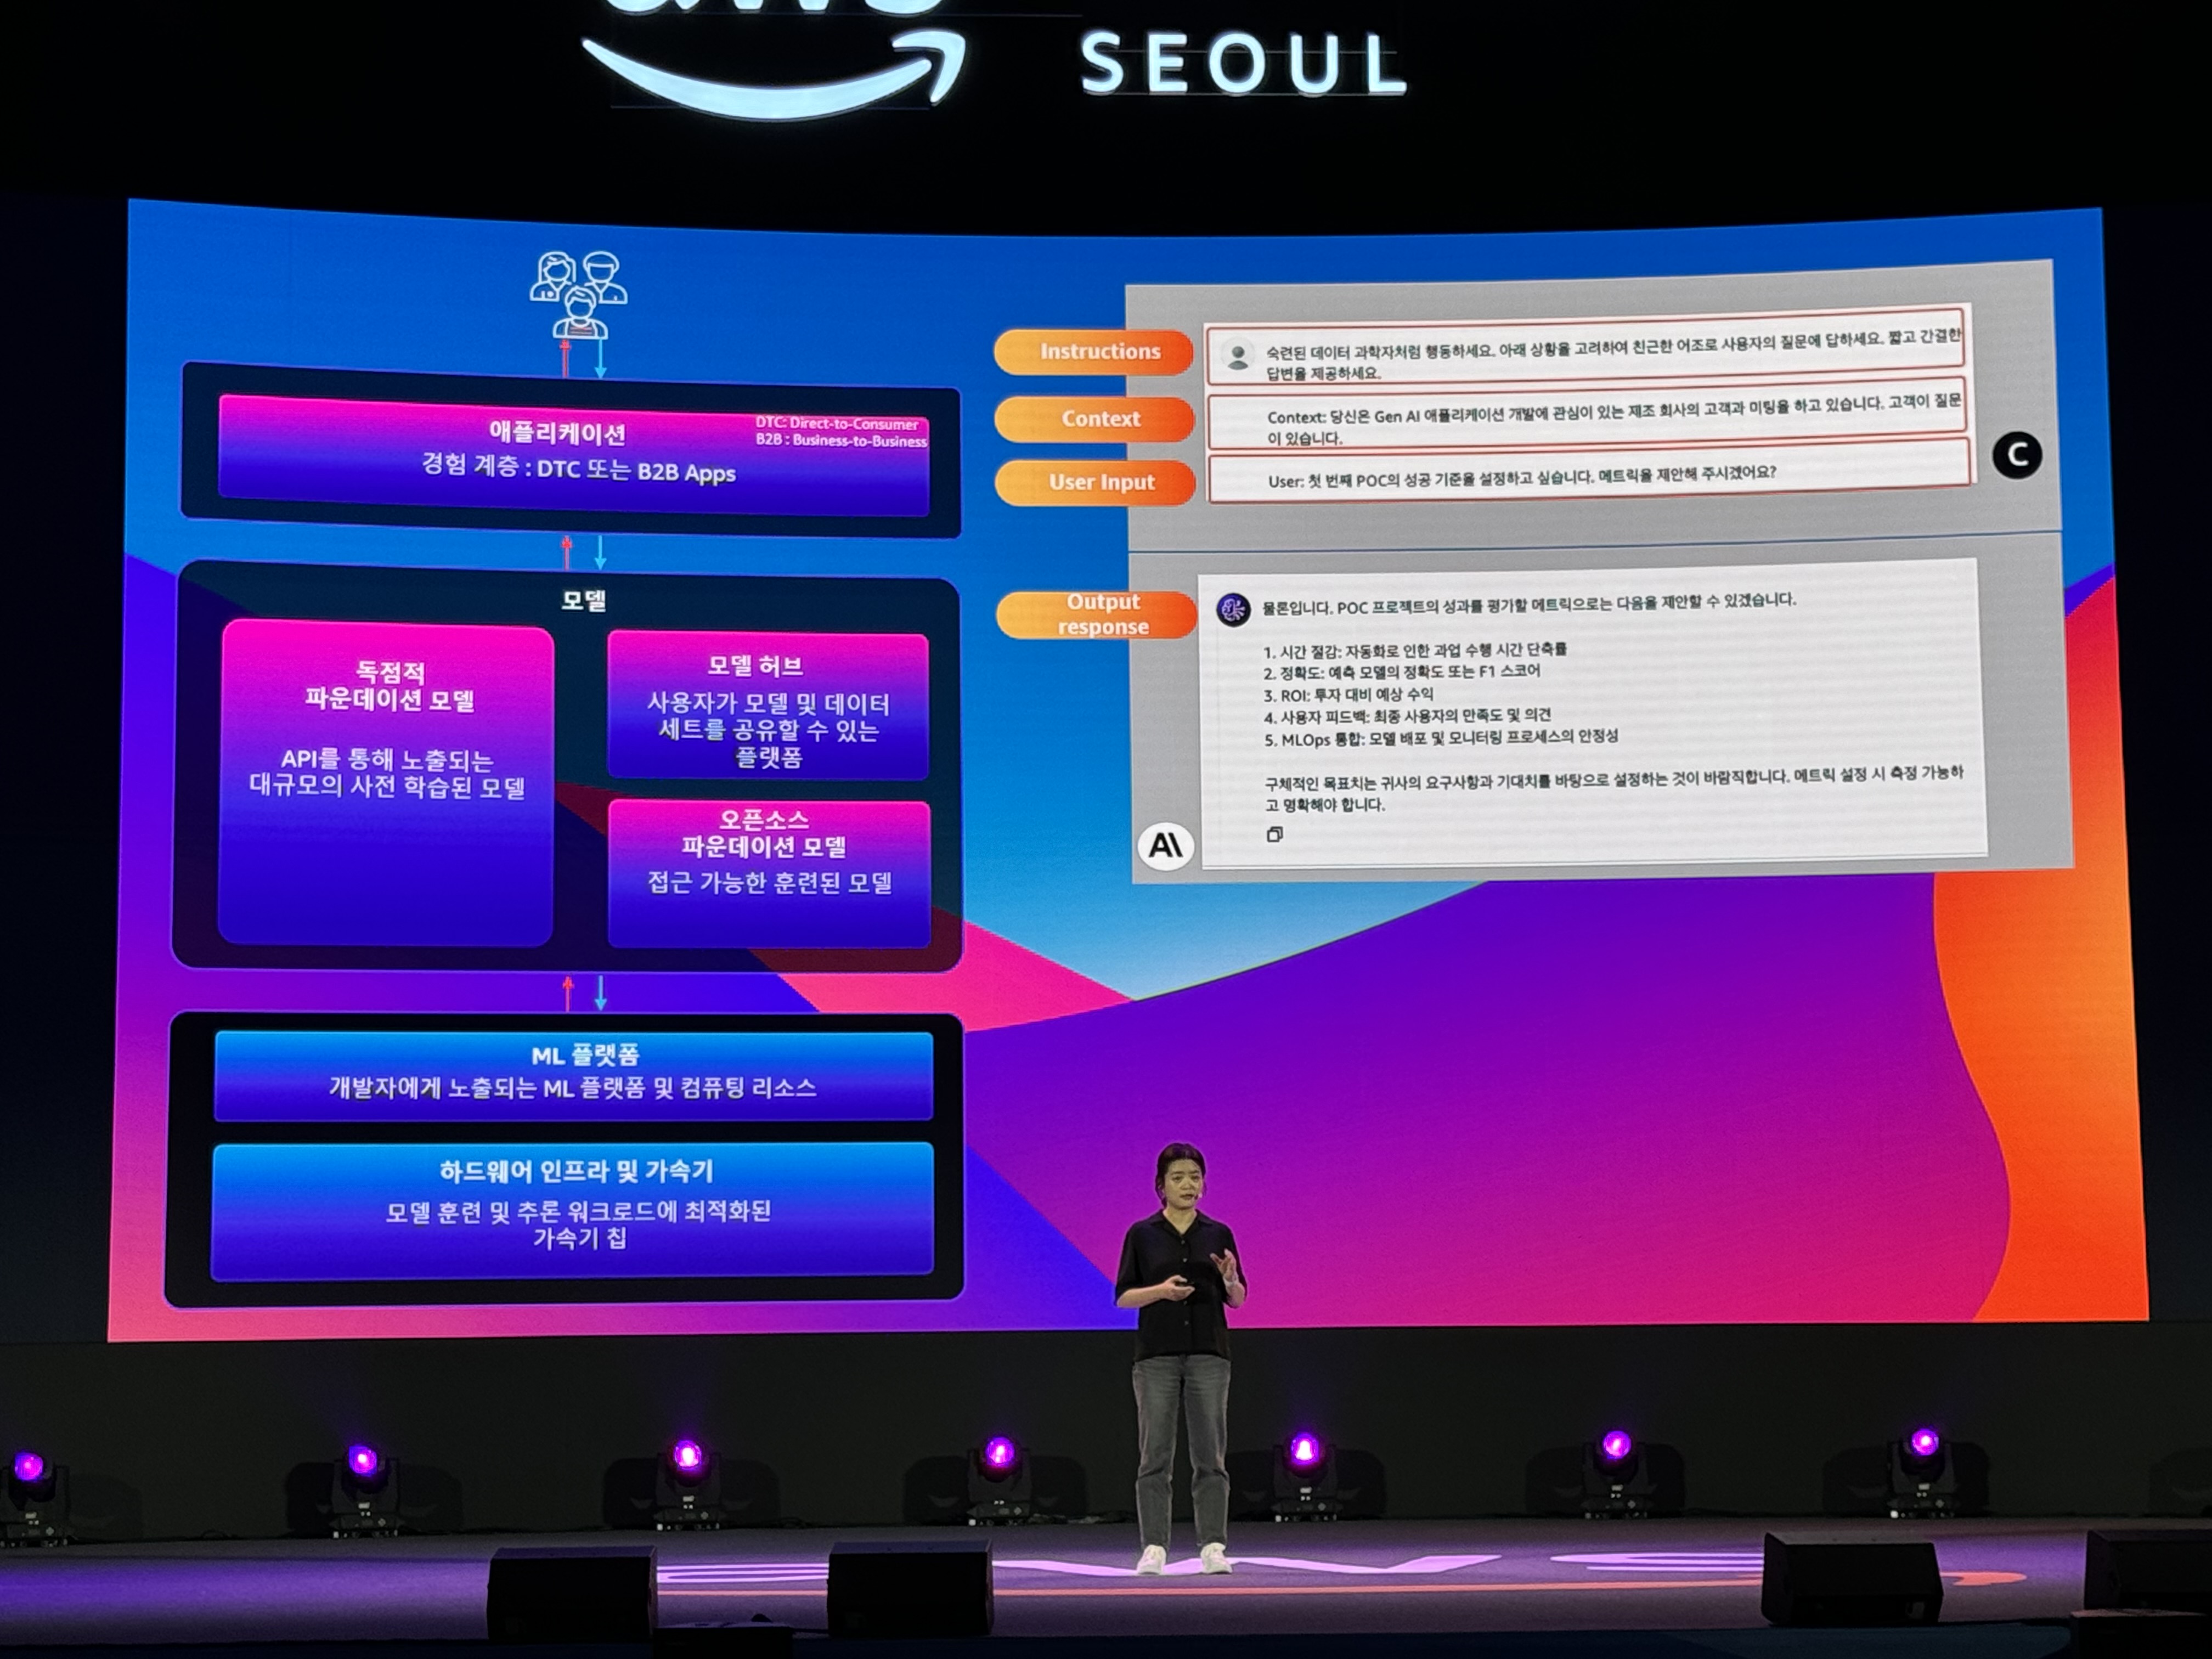 aws
SEOUL
애플리케이션
DTC: Direct-to-Consumer
B2B : Business-to-Business
경험 계층 : DTC 또는 B2B Apps
모델
독점적
파운데이션 모델
API를 통해 노출되는
대규모의 사전 학습된 모델
모델 허브
사용자가 모델 및 데이터
세트를 공유할 수 있는
플랫폼
오픈소스
파운데이션 모델
접근 가능한 훈련된 모델
ML 플랫폼
개발자에게 노출되는 ML 플랫폼 및 컴퓨팅 리소스
하드웨어 인프라 및 가속기
모델 훈련 및 추론 워크로드에 최적화된
가속기 칩
Instructions
숙련된 데이터 과학자처럼 행동하세요. 아래 상황을 고려하여 친근한 어조로 사용자의 질문에 답하세요. 짧고 간결한
답변을 제공하세요.
Context
Context: 당신은 Gen AI 애플리케이션 개발에 관심이 있는 제조 회사의 고객과 미팅을 하고 있습니다. 고객이 질문
이 있습니다.
C
User Input
User: 첫 번째 POC의 성공 기준을 설정하고 싶습니다. 메트릭을 제안해 주시겠어요?
Output
response
물론입니다. POC 프로젝트의 성과를 평가할 메트릭으로는 다음을 제안할 수 있겠습니다.
1. 시간 절감: 자동화로 인한 과업 수행 시간 단축률
2. 정확도: 예측 모델의 정확도 또는 F1 스코어
3. ROI: 투자 대비 예상 수익
4. 사용자 피드백: 최종 사용자의 만족도 및 의견
5. MLOps 통합: 모델 배포 및 모니터링 프로세스의 안정성
구체적인 목표치는 귀사의 요구사항과 기대치를 바탕으로 설정하는 것이 바람직합니다. 메트릭 설정 시 측정 가능하
고 명확해야 합니다.
A\
aws